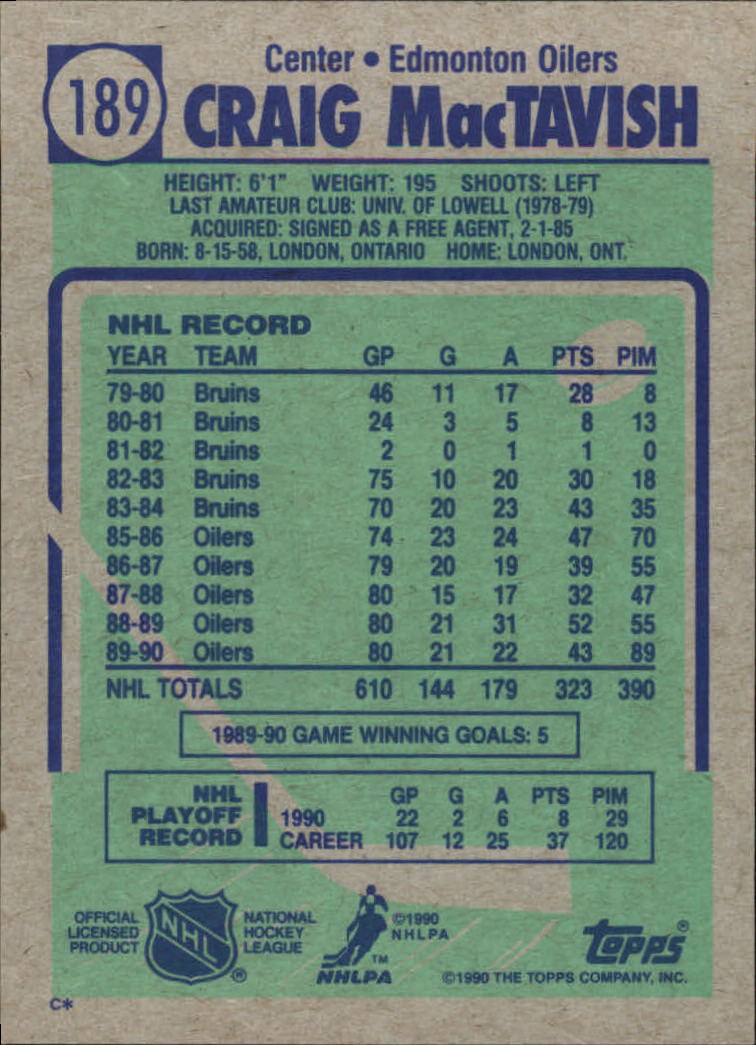 189
Center • Edmonton Oilers
CRAIG MacTAVISH
HEIGHT: 6'1" WEIGHT: 195 SHOOTS: LEFT
LAST AMATEUR CLUB: UNIV. OF LOWELL (1978-79)
ACQUIRED: SIGNED AS A FREE AGENT, 2-1-85
BORN: 8-15-58, LONDON, ONTARIO HOME: LONDON, ONT.
NHL RECORD
YEAR TEAM GP G A PTS PIM
79-80 Bruins 46 11 17 28 8
80-81 Bruins 24 3 5 8 13
81-82 Bruins 2 0 1 1 0
82-83 Bruins 75 10 20 30 18
83-84 Bruins 70 20 23 43 35
85-86 Oilers 74 23 24 47 70
86-87 Oilers 79 20 19 39 55
87-88 Oilers 80 15 17 32 47
88-89 Oilers 80 21 31 52 55
89-90 Oilers 80 21 22 43 89
NHL TOTALS 610 144 179 323 390
1989-90 GAME WINNING GOALS: 5
NHL PLAYOFF RECORD
GP G A PTS PIM
1990 22 2 6 8 29
CAREER 107 12 25 37 120
OFFICIAL
LICENSED
PRODUCT
NHL
®
NATIONAL
HOCKEY
LEAGUE
©1990
NHLPA
TM
NHLPA
topps®
©1990 THE TOPPS COMPANY, INC.
C*